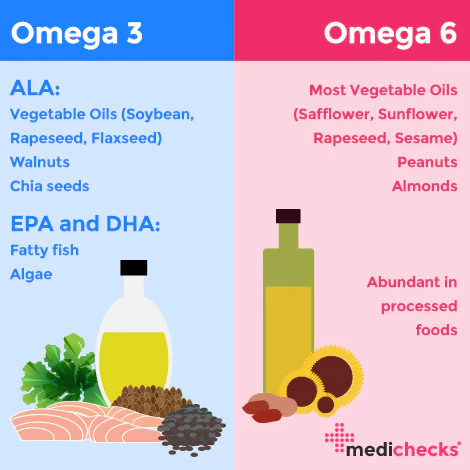 Omega 3
ALA:
Vegetable Oils (Soybean,
Rapeseed, Flaxseed)
Walnuts
Chia seeds
EPA and DHA:
Fatty fish
Algae
Omega 6
Most Vegetable Oils
(Safflower, Sunflower,
Rapeseed, Sesame)
Peanuts
Almonds
Abundant in
processed
foods
medichecks®